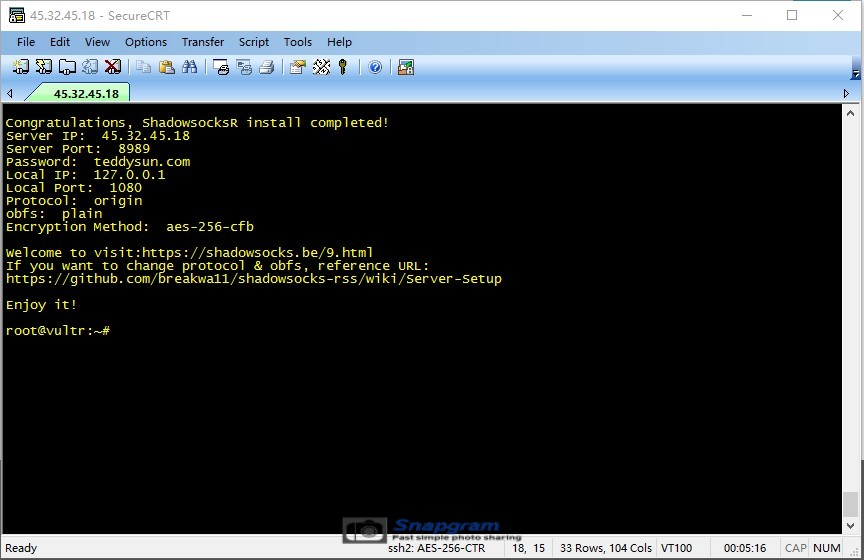 45.32.45.18 - SecureCRT
File Edit View Options Transfer Script Tools Help
45.32.45.18
Congratulations, ShadowsocksR install completed!
Server IP: 45.32.45.18
Server Port: 8989
Password: teddysun.com
Local IP: 127.0.0.1
Local Port: 1080
Protocol: origin
obfs: plain
Encryption Method: aes-256-cfb
Welcome to visit:https://shadowsocks.be/9.html
If you want to change protocol & obfs, reference URL:
https://github.com/breakwa11/shadowsocks-rss/wiki/Server-Setup
Enjoy it!
root@vultr:~#
Snapgram
Past simple photo sharing
Ready ssh2: AES-256-CTR 18, 15 33 Rows, 104 Cols VT100 00:05:16 CAP NUM